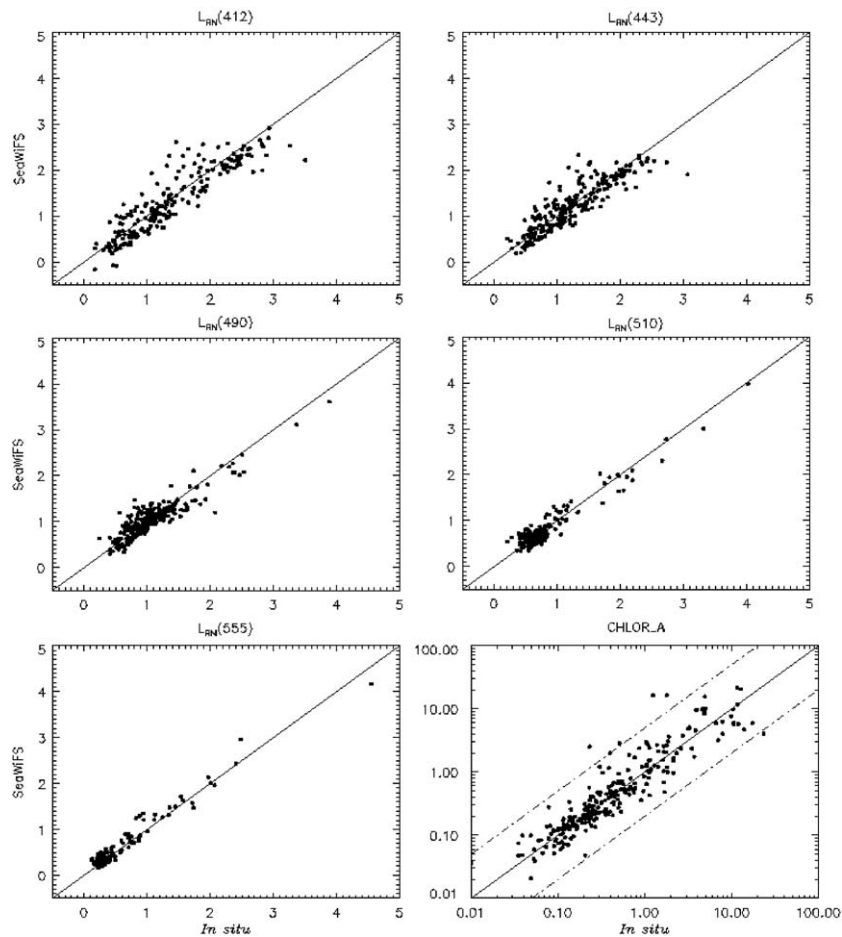 L_WN(412) L_WN(443)
5 5
4 4
3 3
SeaWiFS
2 2
1 1
0 0
0 1 2 3 4 5 0 1 2 3 4 5
L_WN(490) L_WN(510)
5 5
4 4
3 3
SeaWiFS
2 2
1 1
0 0
0 1 2 3 4 5 0 1 2 3 4 5
L_WN(555) CHLOR_A
5 100.00
4 10.00
3
SeaWiFS
2 1.00
1 0.10
0 0.01
0 1 2 3 4 5 0.01 0.10 1.00 10.00 100.00
In situ In situ